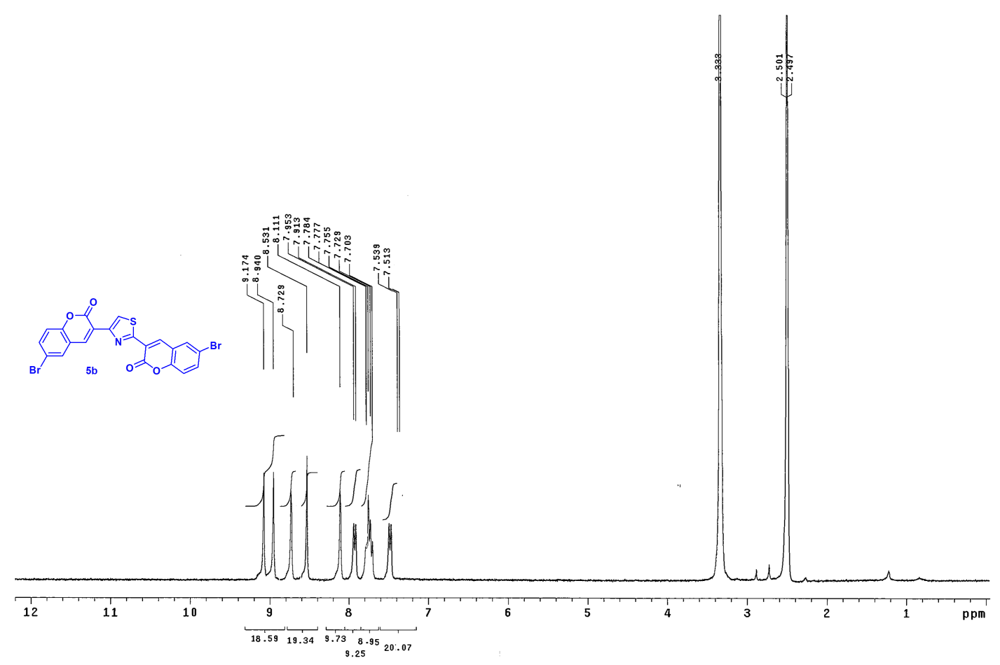 3.333
2.501
2.497
9.174
8.940
8.729
8.531
8.111
7.953
7.913
7.784
7.777
7.755
7.729
7.703
7.539
7.513
O
O
S
N
Br
Br
O
O
5b
12 11 10 9 8 7 6 5 4 3 2 1 ppm
18.59 19.34 9.73 8.95 20.07
9.25